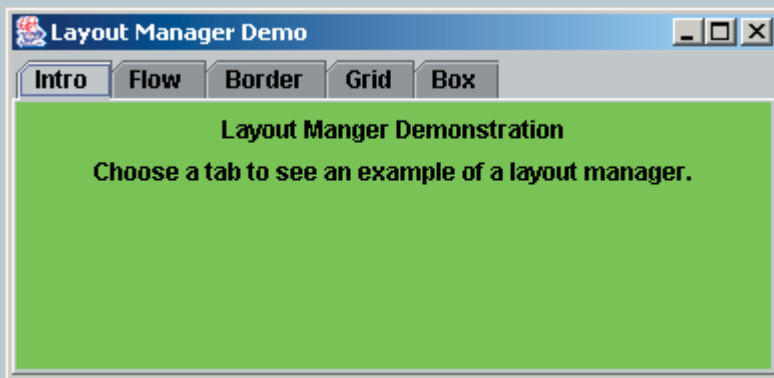 Layout Manager Demo
Intro Flow Border Grid Box
Layout Manger Demonstration
Choose a tab to see an example of a layout manager.